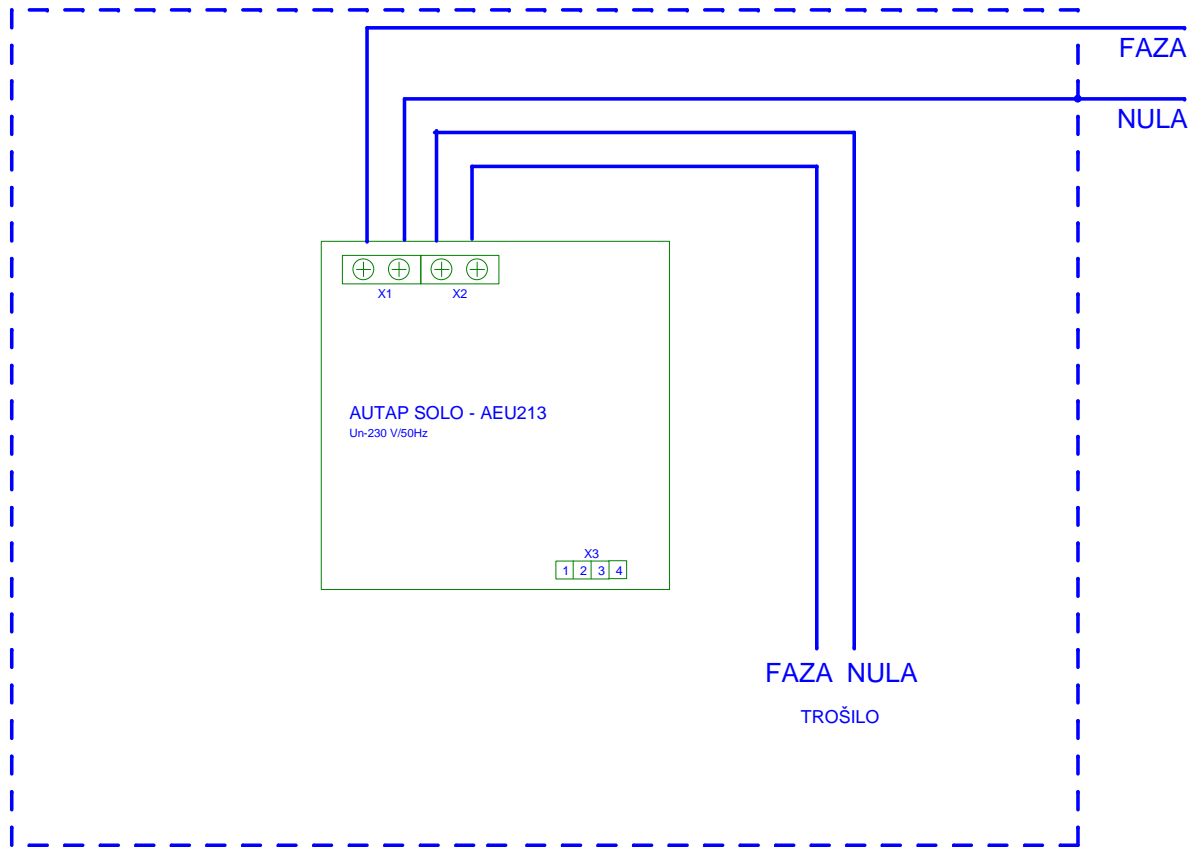 FAZA
NULA
X1 X2
AUTAP SOLO - AEU213
Un-230 V/50Hz
X3
1 2 3 4
FAZA NULA
TROŠILO